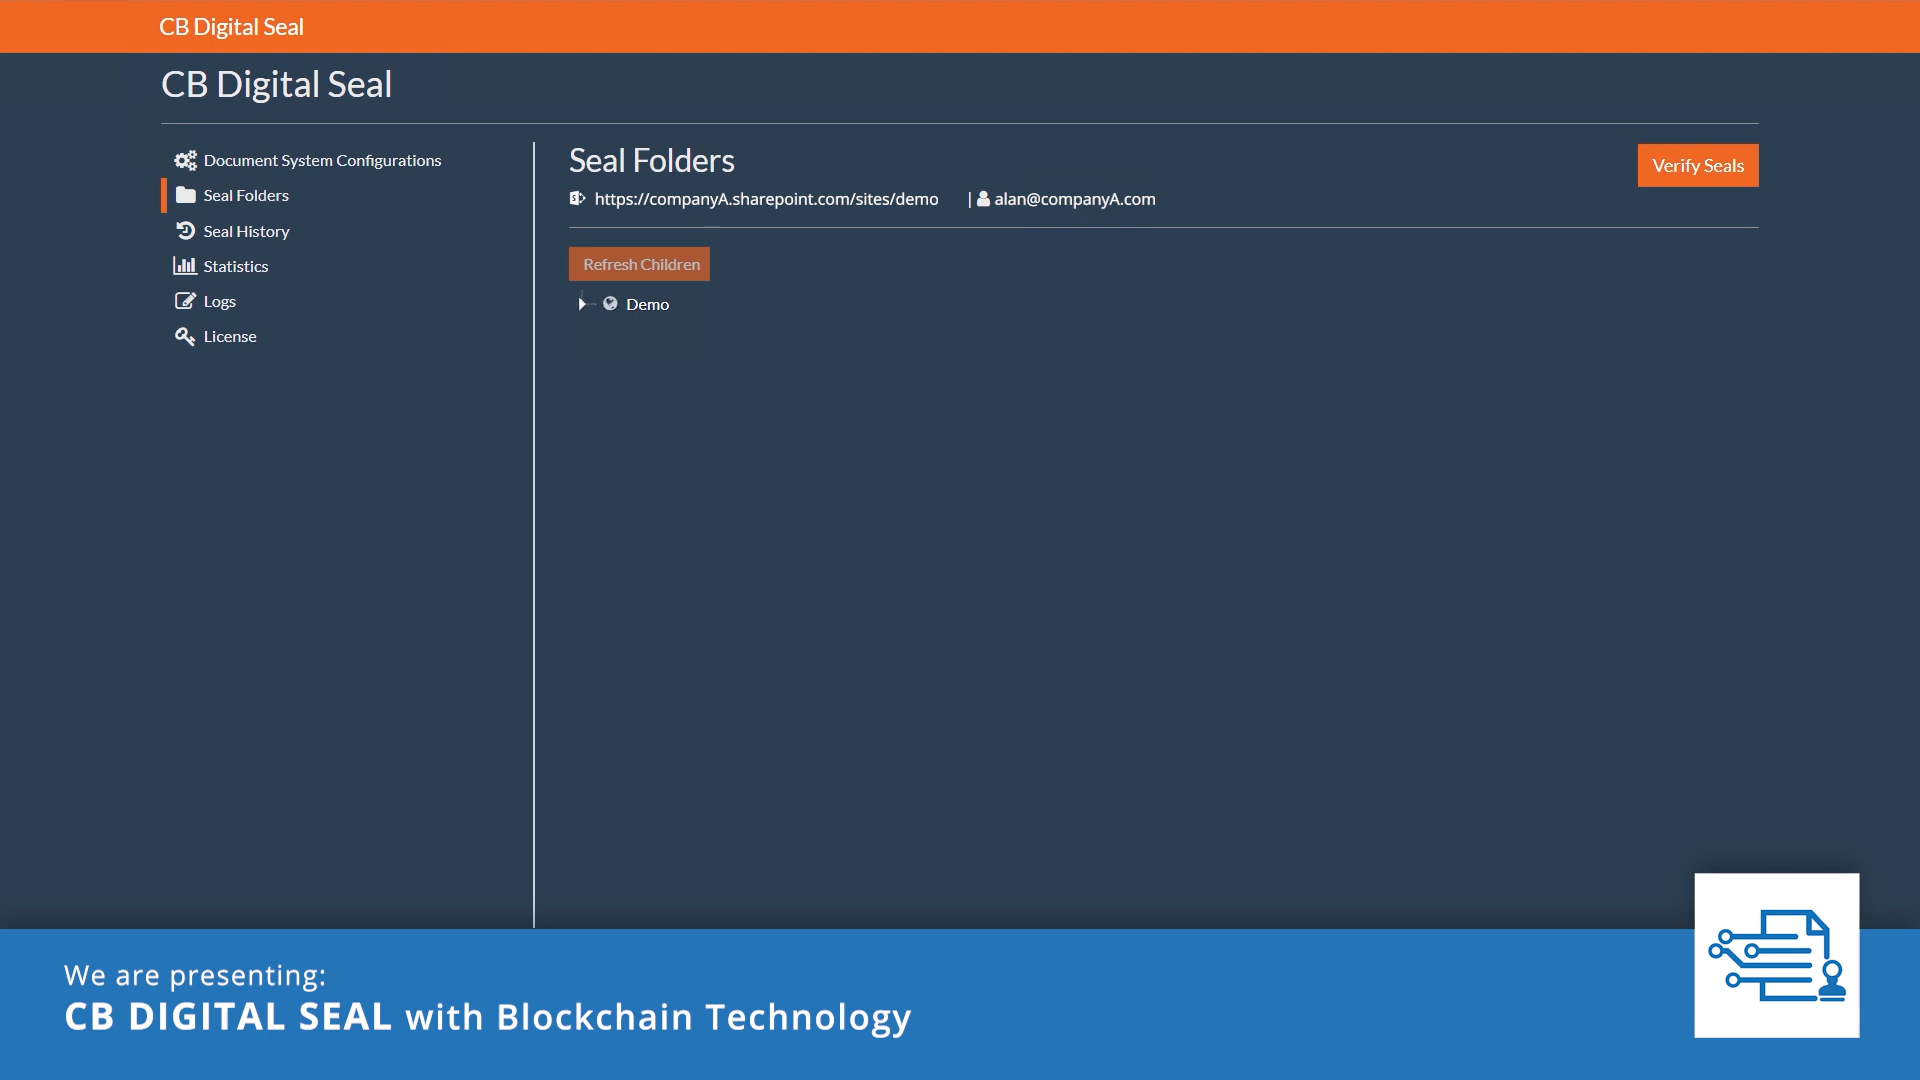 CB Digital Seal
CB Digital Seal
Document System Configurations
Seal Folders
Seal History
Statistics
Logs
License
Seal Folders
Verify Seals
https://companyA.sharepoint.com/sites/demo | alan@companyA.com
Refresh Children
Demo
We are presenting:
CB DIGITAL SEAL with Blockchain Technology